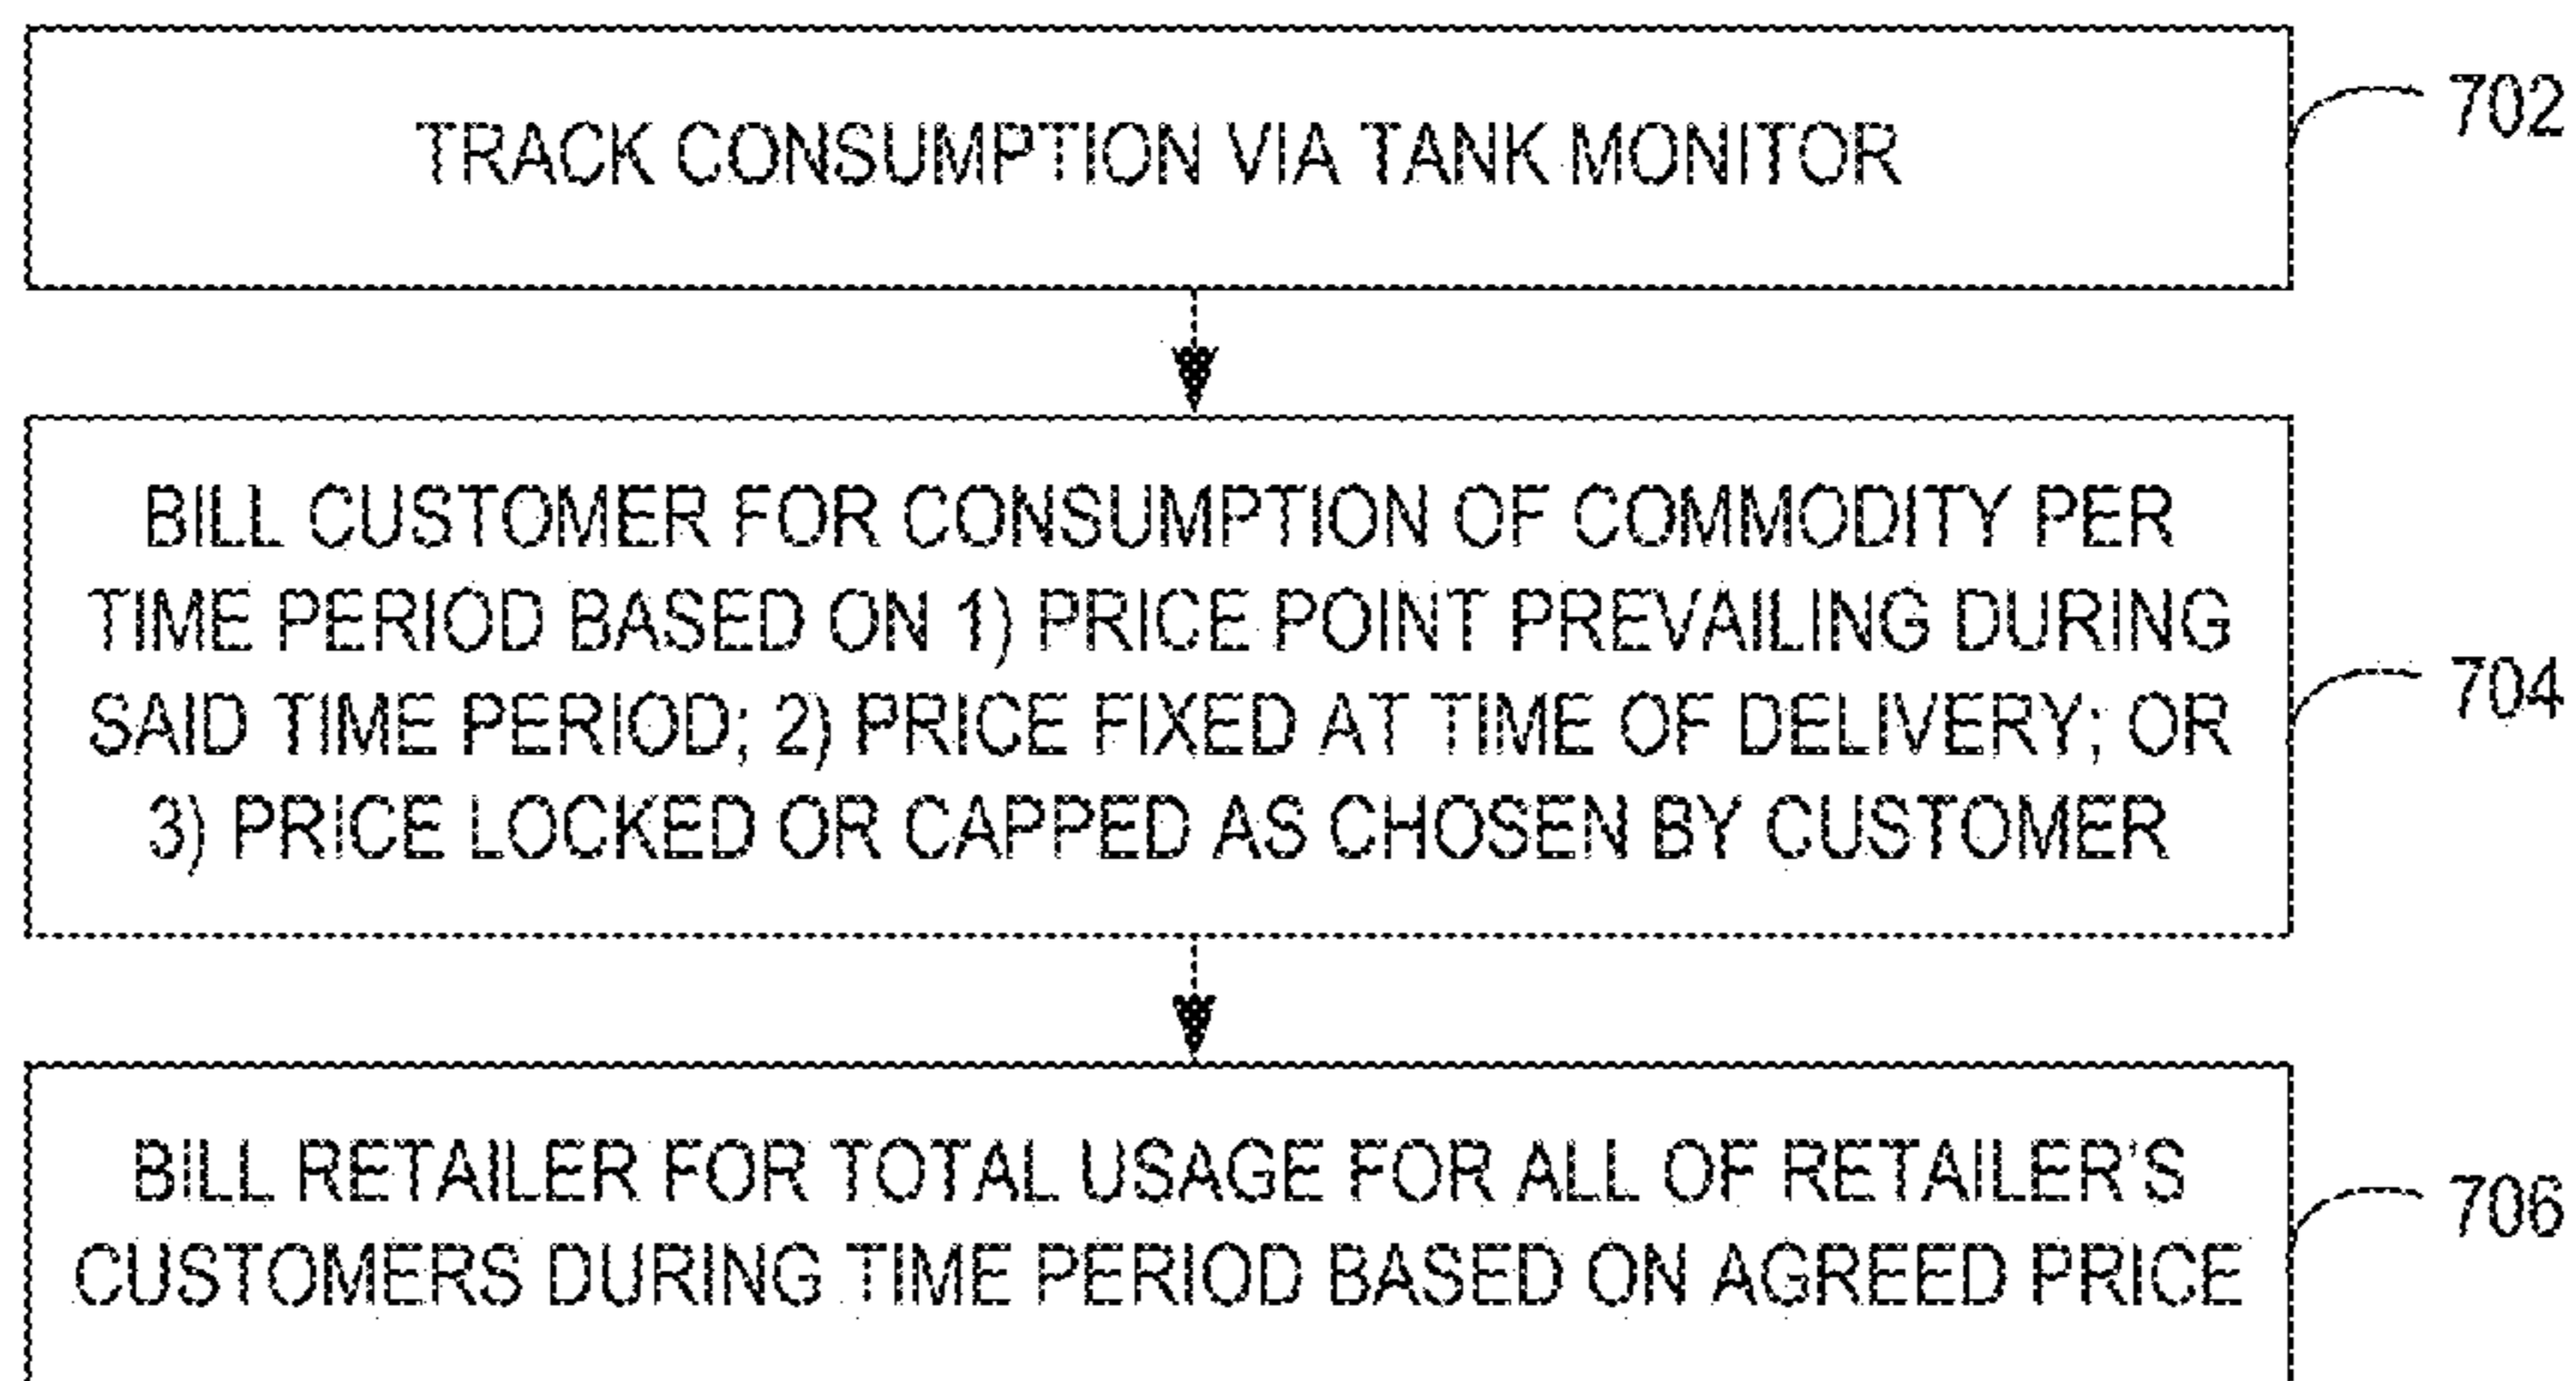 TRACK CONSUMPTION VIA TANK MONITOR
702
BILL CUSTOMER FOR CONSUMPTION OF COMMODITY PER
TIME PERIOD BASED ON 1) PRICE POINT PREVAILING DURING
SAID TIME PERIOD; 2) PRICE FIXED AT TIME OF DELIVERY; OR
3) PRICE LOCKED OR CAPPED AS CHOSEN BY CUSTOMER
704
BILL RETAILER FOR TOTAL USAGE FOR ALL OF RETAILER'S
CUSTOMERS DURING TIME PERIOD BASED ON AGREED PRICE
706